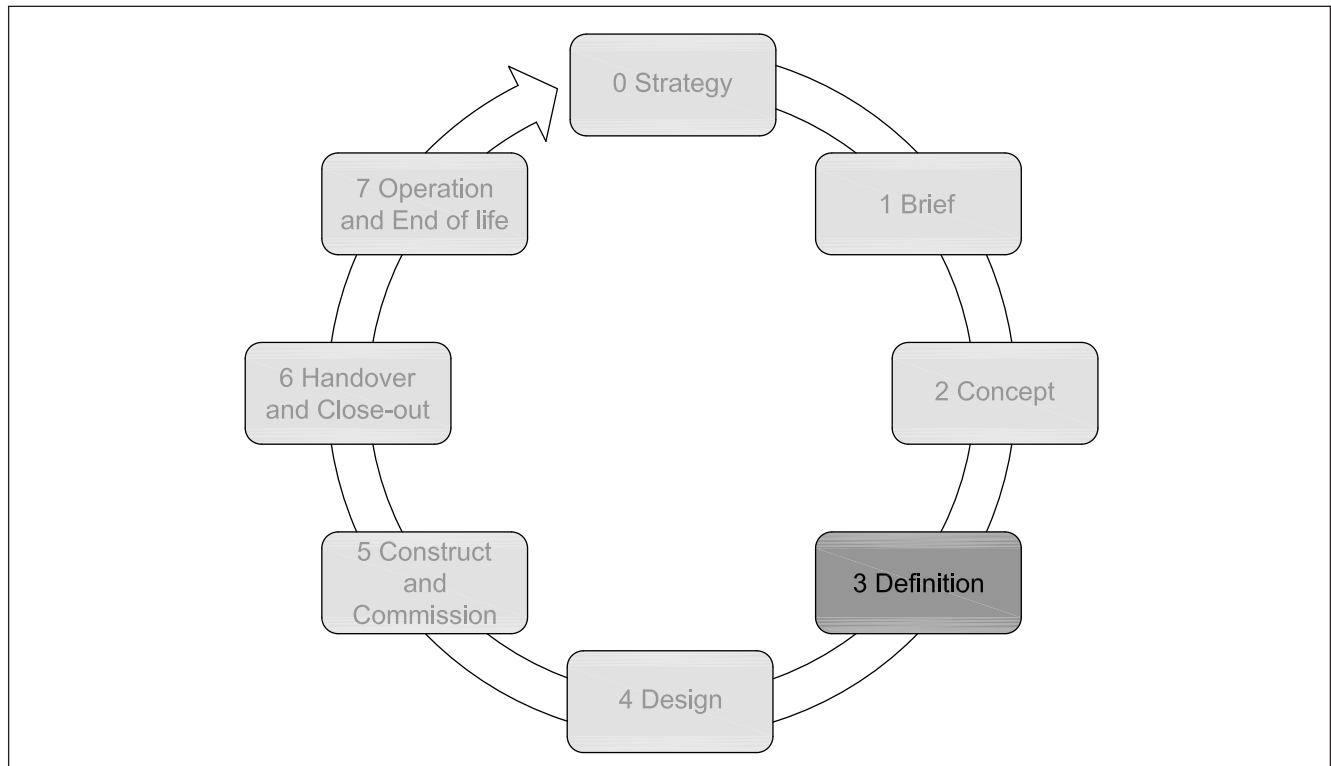 0 Strategy
1 Brief
2 Concept
3 Definition
4 Design
5 Construct
and
Commission
6 Handover
and Close-out
7 Operation
and End of life